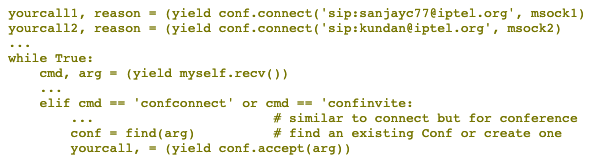 yourcall1, reason = (yield conf.connect('sip:sanjayc77@iptel.org', msock1)
yourcall2, reason = (yield conf.connect('sip:kundan@iptel.org', msock2)
...
while True:
    cmd, arg = (yield myself.recv())
    ...
    elif cmd == 'confconnect' or cmd == 'confinvite:
        ...                  # similar to connect but for conference
        conf = find(arg)     # find an existing Conf or create one
        yourcall, = (yield conf.accept(arg))